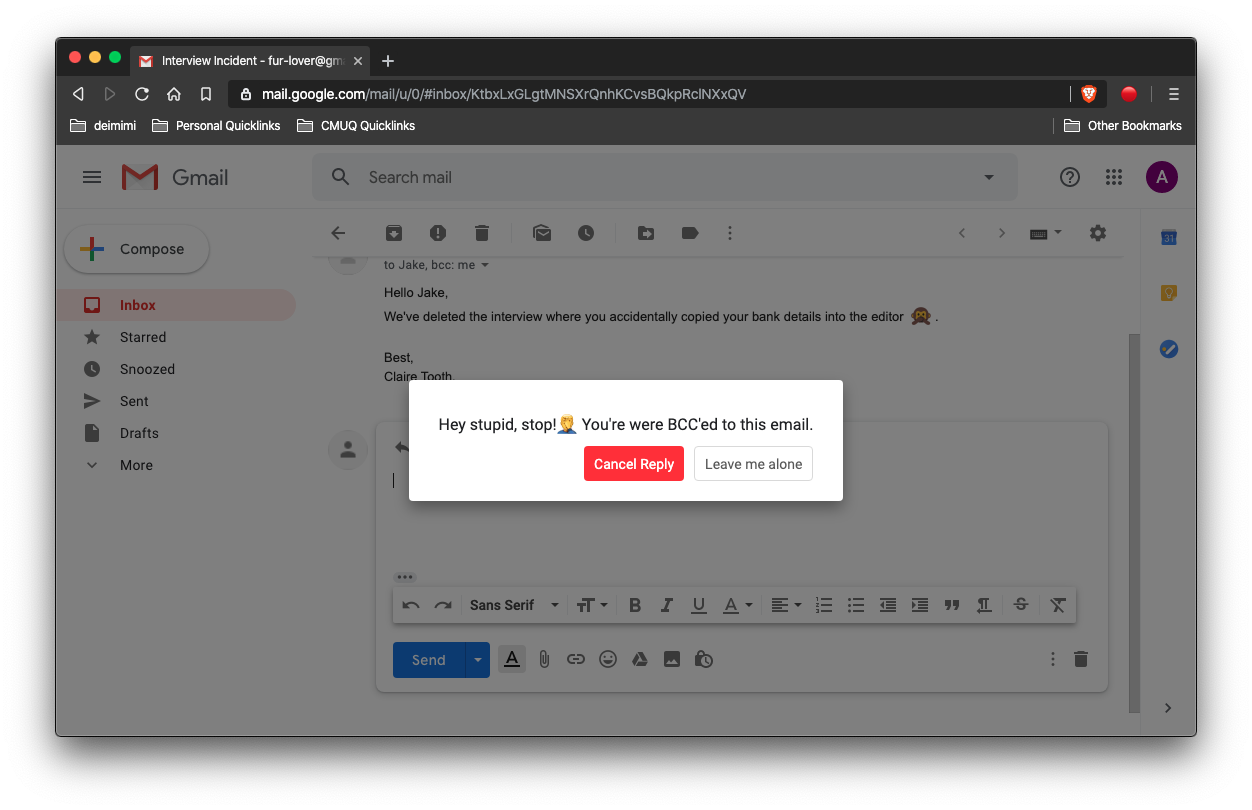 Interview Incident - fur-lover@gm
mail.google.com/mail/u/0/#inbox/KtbxLxGLgtMNSXrQnhKCvsBQkpRclNXxQV
deimimi Personal Quicklinks CMUQ Quicklinks Other Bookmarks
Gmail Search mail A
Compose
31
to Jake, bcc: me
Hello Jake,
Inbox
We've deleted the interview where you accidentally copied your bank details into the editor 🙊 .
Starred
Best,
Snoozed
Claire Tooth.
Sent
Hey stupid, stop!🤦 You're were BCC'ed to this email.
Drafts
Cancel Reply Leave me alone
More
Sans Serif
Send